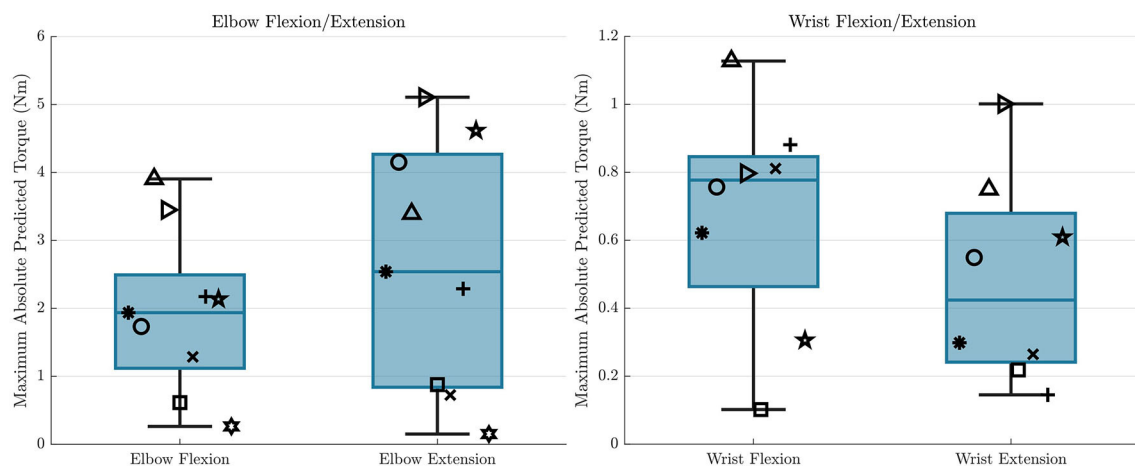 Elbow Flexion/Extension
Maximum Absolute Predicted Torque (Nm)
6
5
4
3
2
1
0
Elbow Flexion
Elbow Extension
Wrist Flexion/Extension
Maximum Absolute Predicted Torque (Nm)
1.2
1
0.8
0.6
0.4
0.2
0
Wrist Flexion
Wrist Extension